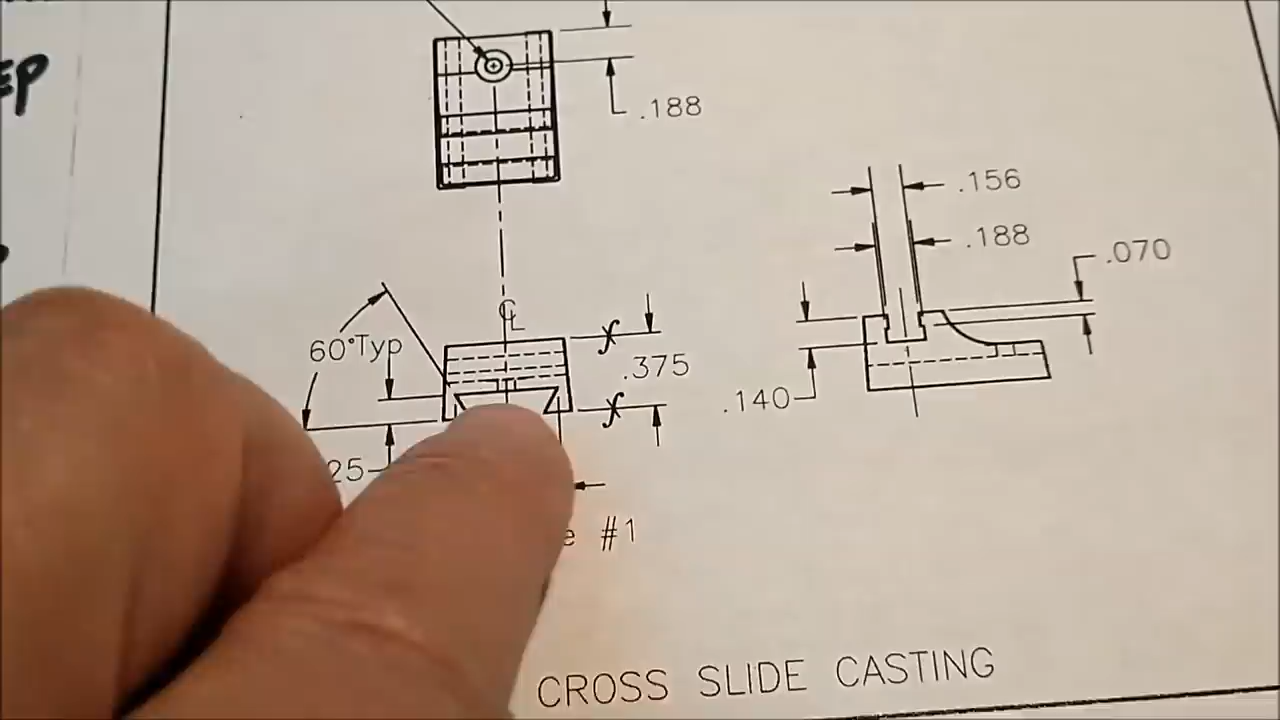 EP
.188
.156
.188
.070
℄
60°Typ
.375
.140
25
e #1
CROSS SLIDE CASTING